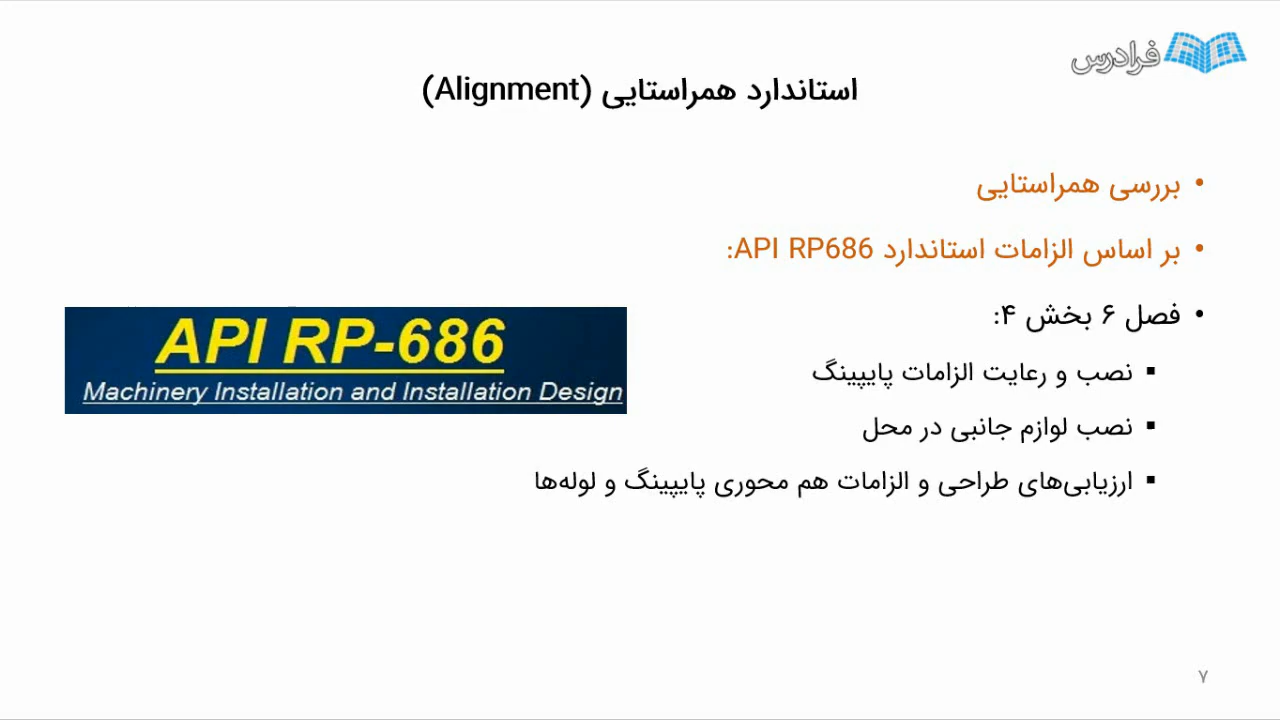 فرادرس
استاندارد همراستایی (Alignment)
• بررسی همراستایی
• بر اساس الزامات استاندارد API RP686:
• فصل ۶ بخش ۴:
▪ نصب و رعایت الزامات پایپینگ
▪ نصب لوازم جانبی در محل
▪ ارزیابی‌های طراحی و الزامات هم محوری پایپینگ و لوله‌ها
API RP-686
Machinery Installation and Installation Design
۷